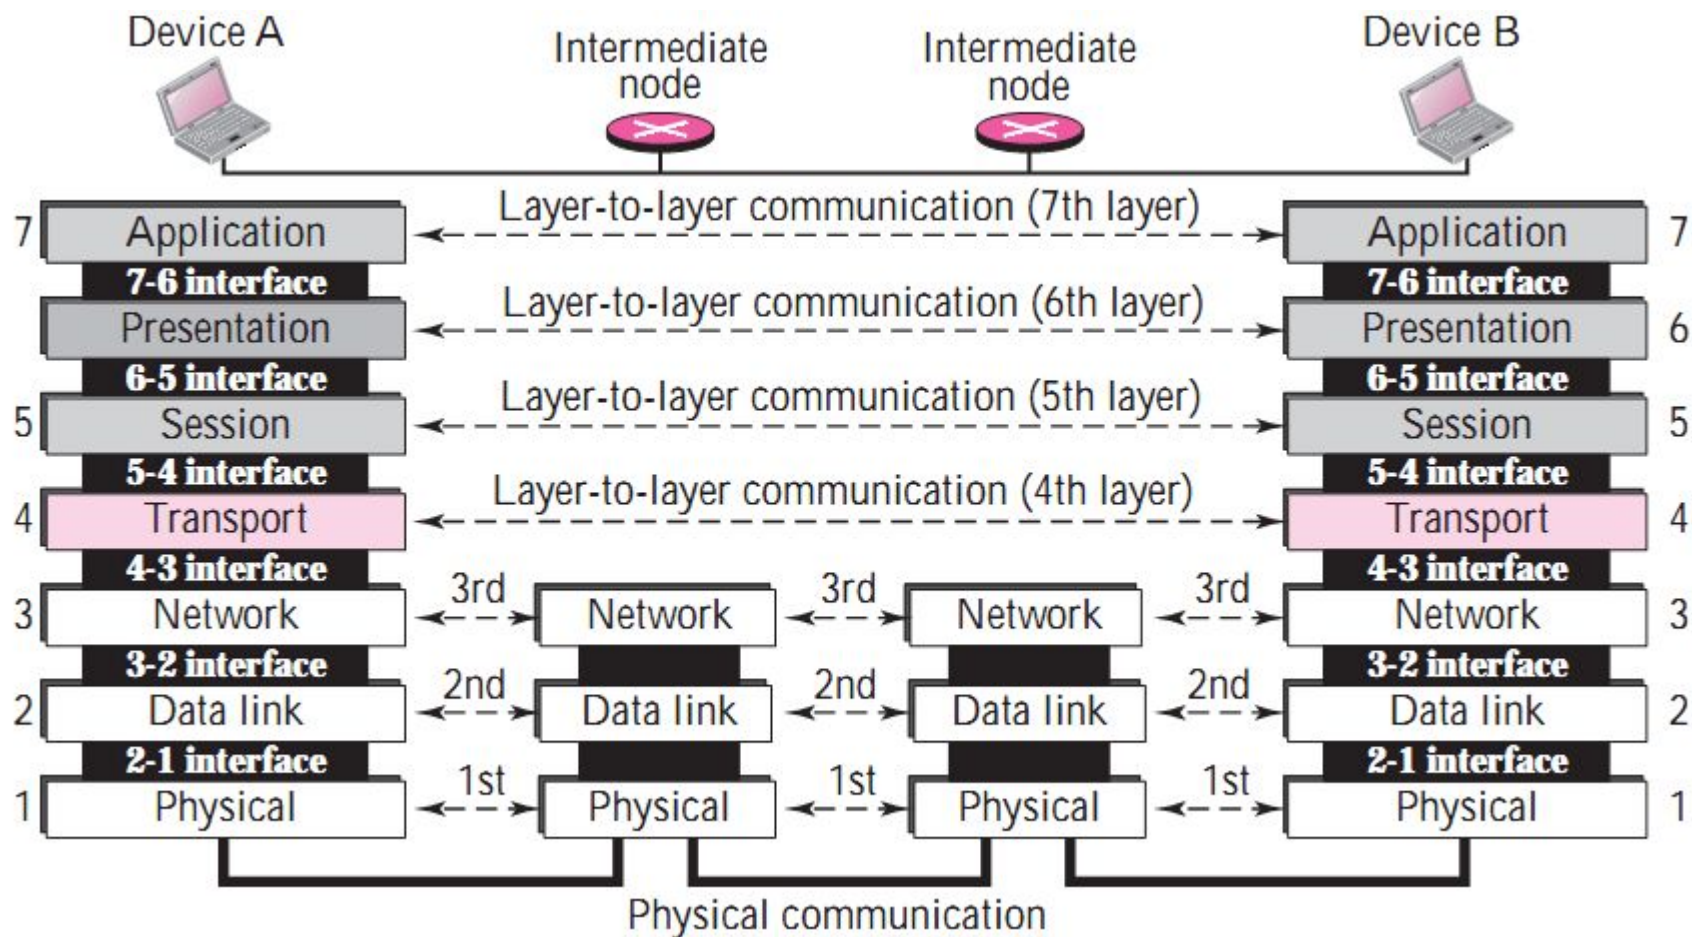 Device A
Intermediate
node
Intermediate
node
Device B
Layer-to-layer communication (7th layer)
7 Application
Application 7
7-6 interface
7-6 interface
Layer-to-layer communication (6th layer)
Presentation
Presentation 6
6-5 interface
6-5 interface
Layer-to-layer communication (5th layer)
5 Session
Session 5
5-4 interface
5-4 interface
Layer-to-layer communication (4th layer)
4 Transport
Transport 4
4-3 interface
4-3 interface
3rd 3rd 3rd
3 Network Network Network Network 3
3-2 interface
3-2 interface
2nd 2nd 2nd
2 Data link Data link Data link Data link 2
2-1 interface
2-1 interface
1st 1st 1st
1 Physical Physical Physical Physical 1
Physical communication